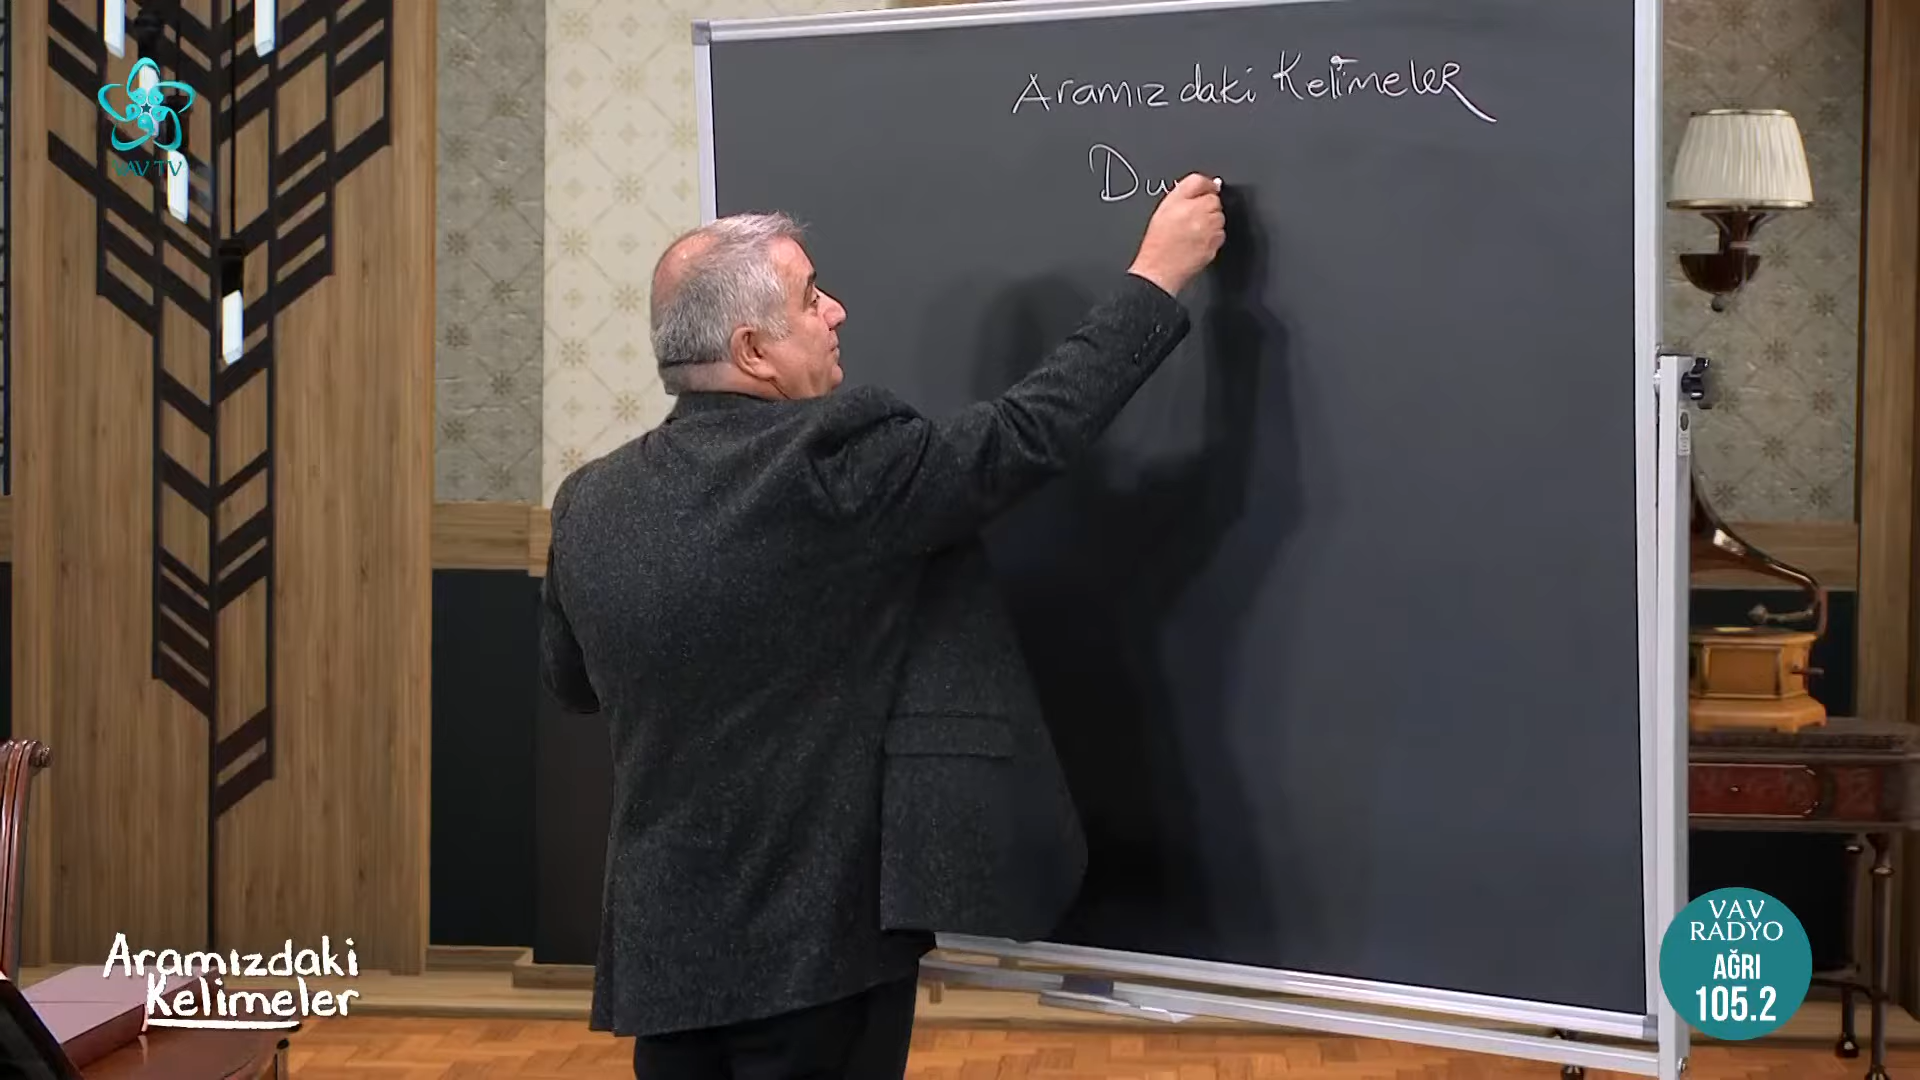 VAV TV
Aramızdaki Kelimeler
Aramızdaki
Kelimeler
VAV
RADYO
AĞRI
105.2